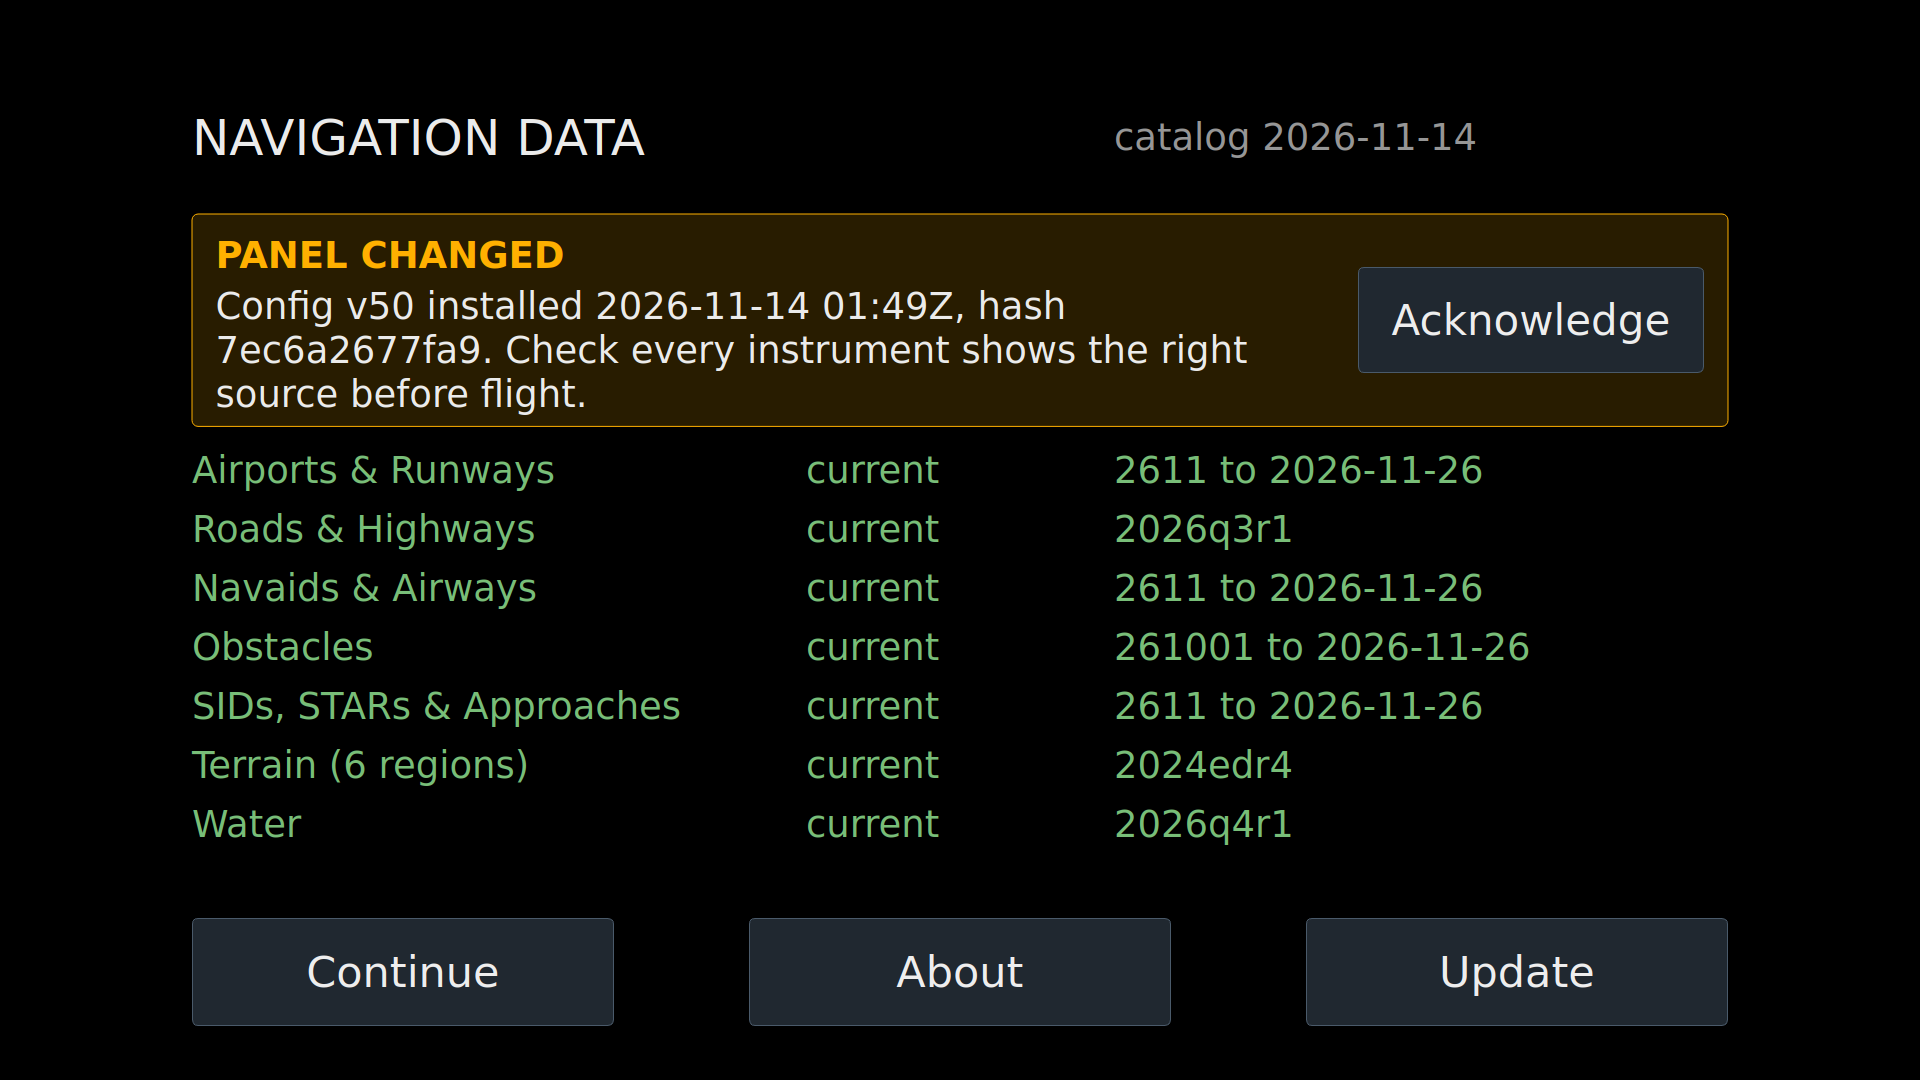 NAVIGATION DATA
catalog 2026-11-14
PANEL CHANGED
Config v50 installed 2026-11-14 01:49Z, hash
7ec6a2677fa9. Check every instrument shows the right
source before flight.
Acknowledge
Airports & Runways current 2611 to 2026-11-26
Roads & Highways current 2026q3r1
Navaids & Airways current 2611 to 2026-11-26
Obstacles current 261001 to 2026-11-26
SIDs, STARs & Approaches current 2611 to 2026-11-26
Terrain (6 regions) current 2024edr4
Water current 2026q4r1
Continue About Update